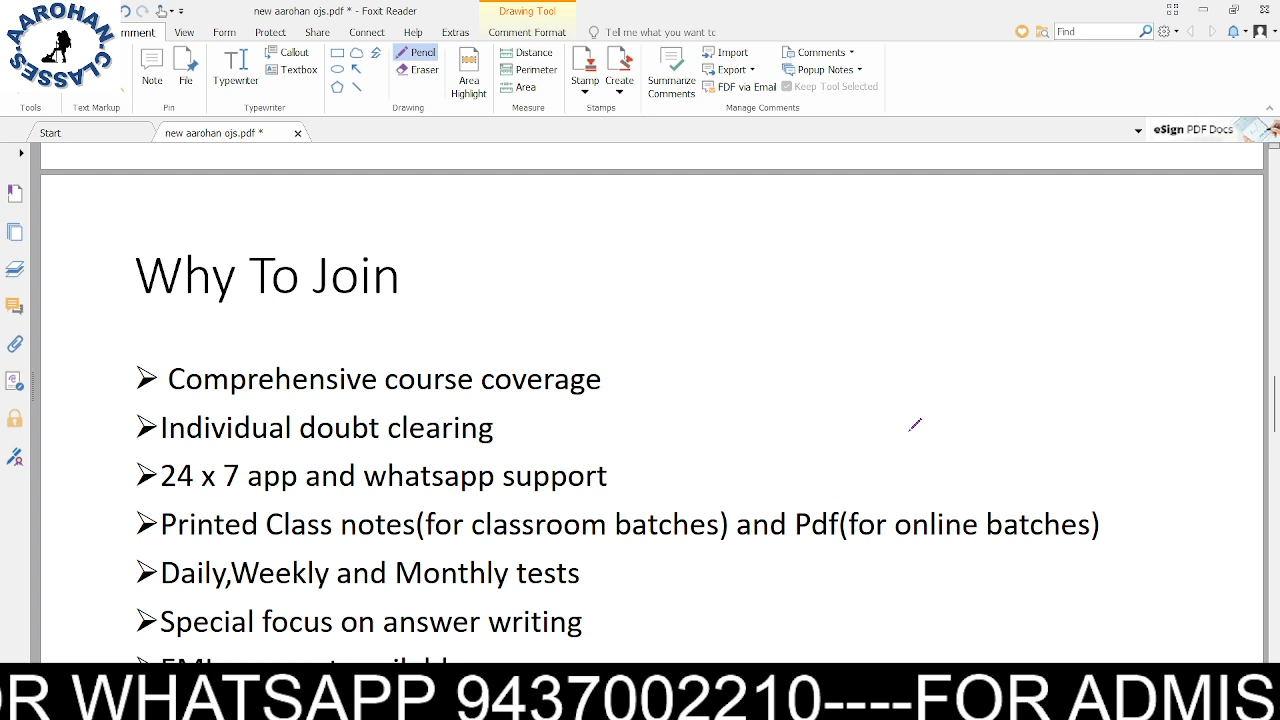 AAROHAN.CLASSES
new aarohan ojs.pdf * - Foxit Reader
Drawing Tool
mment View Form Protect Share Connect Help Extras Comment Format Tell me what you want tc
Find
Note File Typewriter Callout Textbox Pencil Eraser Area Highlight Distance Perimeter Area Stamp Create Summarize Comments Import Export FDF via Email Comments Popup Notes Keep Tool Selected
Tools Text Markup Pin Typewriter Drawing Measure Stamps Manage Comments
Start new aarohan ojs.pdf * eSign PDF Docs
Why To Join
➢ Comprehensive course coverage
➢Individual doubt clearing
➢24 x 7 app and whatsapp support
➢Printed Class notes(for classroom batches) and Pdf(for online batches)
➢Daily,Weekly and Monthly tests
➢Special focus on answer writing
OR WHATSAPP 9437002210----FOR ADMIS